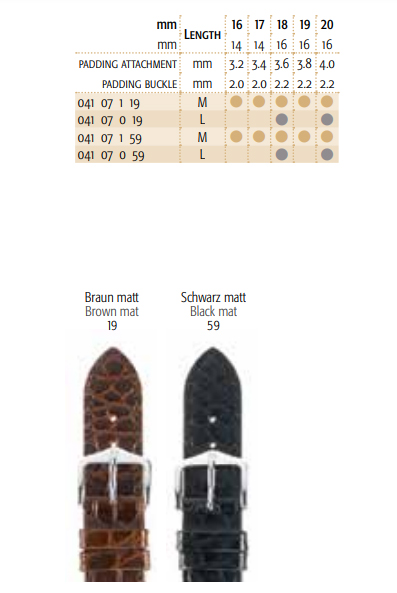 mm LENGTH 16 17 18 19 20
mm 14 14 16 16 16
PADDING ATTACHMENT mm 3.2 3.4 3.6 3.8 4.0
PADDING BUCKLE mm 2.0 2.0 2.2 2.2 2.2
041 07 1 19 M
041 07 0 19 L
041 07 1 59 M
041 07 0 59 L
Braun matt Schwarz matt
Brown mat Black mat
19 59